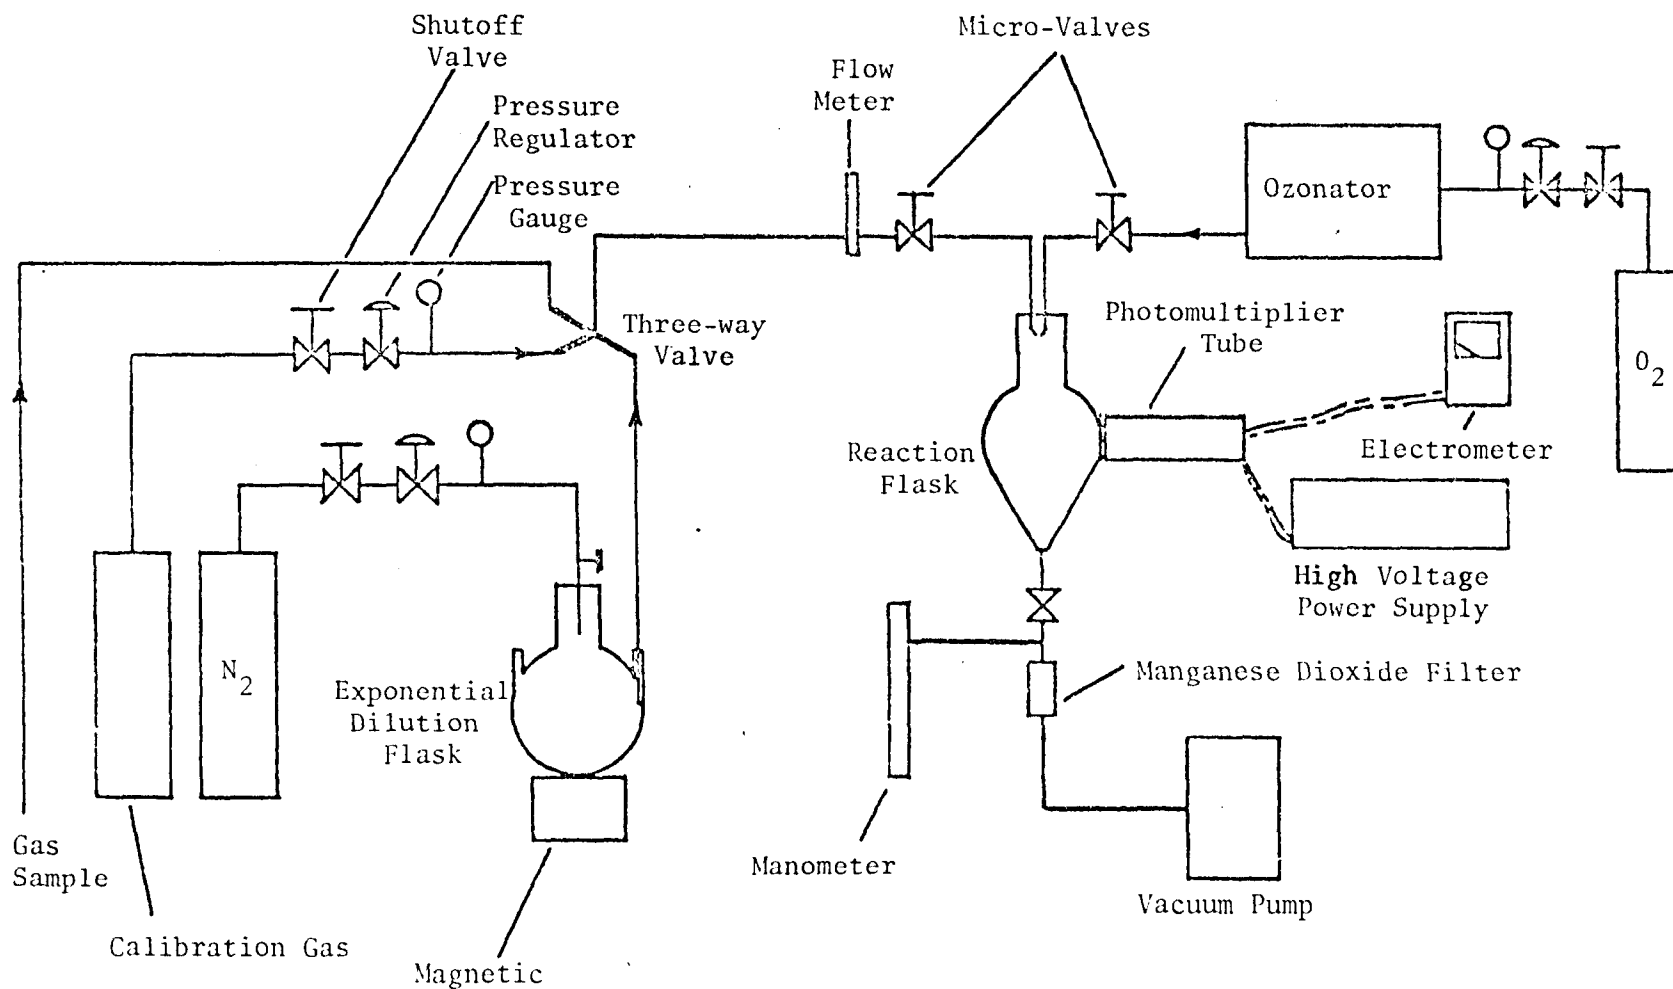 Shutoff
Valve
Pressure
Regulator
Pressure
Gauge
Three-way
Valve
Flow
Meter
Micro-Valves
Ozonator
O2
Photomultiplier
Tube
Electrometer
Reaction
Flask
High Voltage
Power Supply
N2
Exponential
Dilution
Flask
Manganese Dioxide Filter
Manometer
Vacuum Pump
Gas
Sample
Calibration Gas
Magnetic